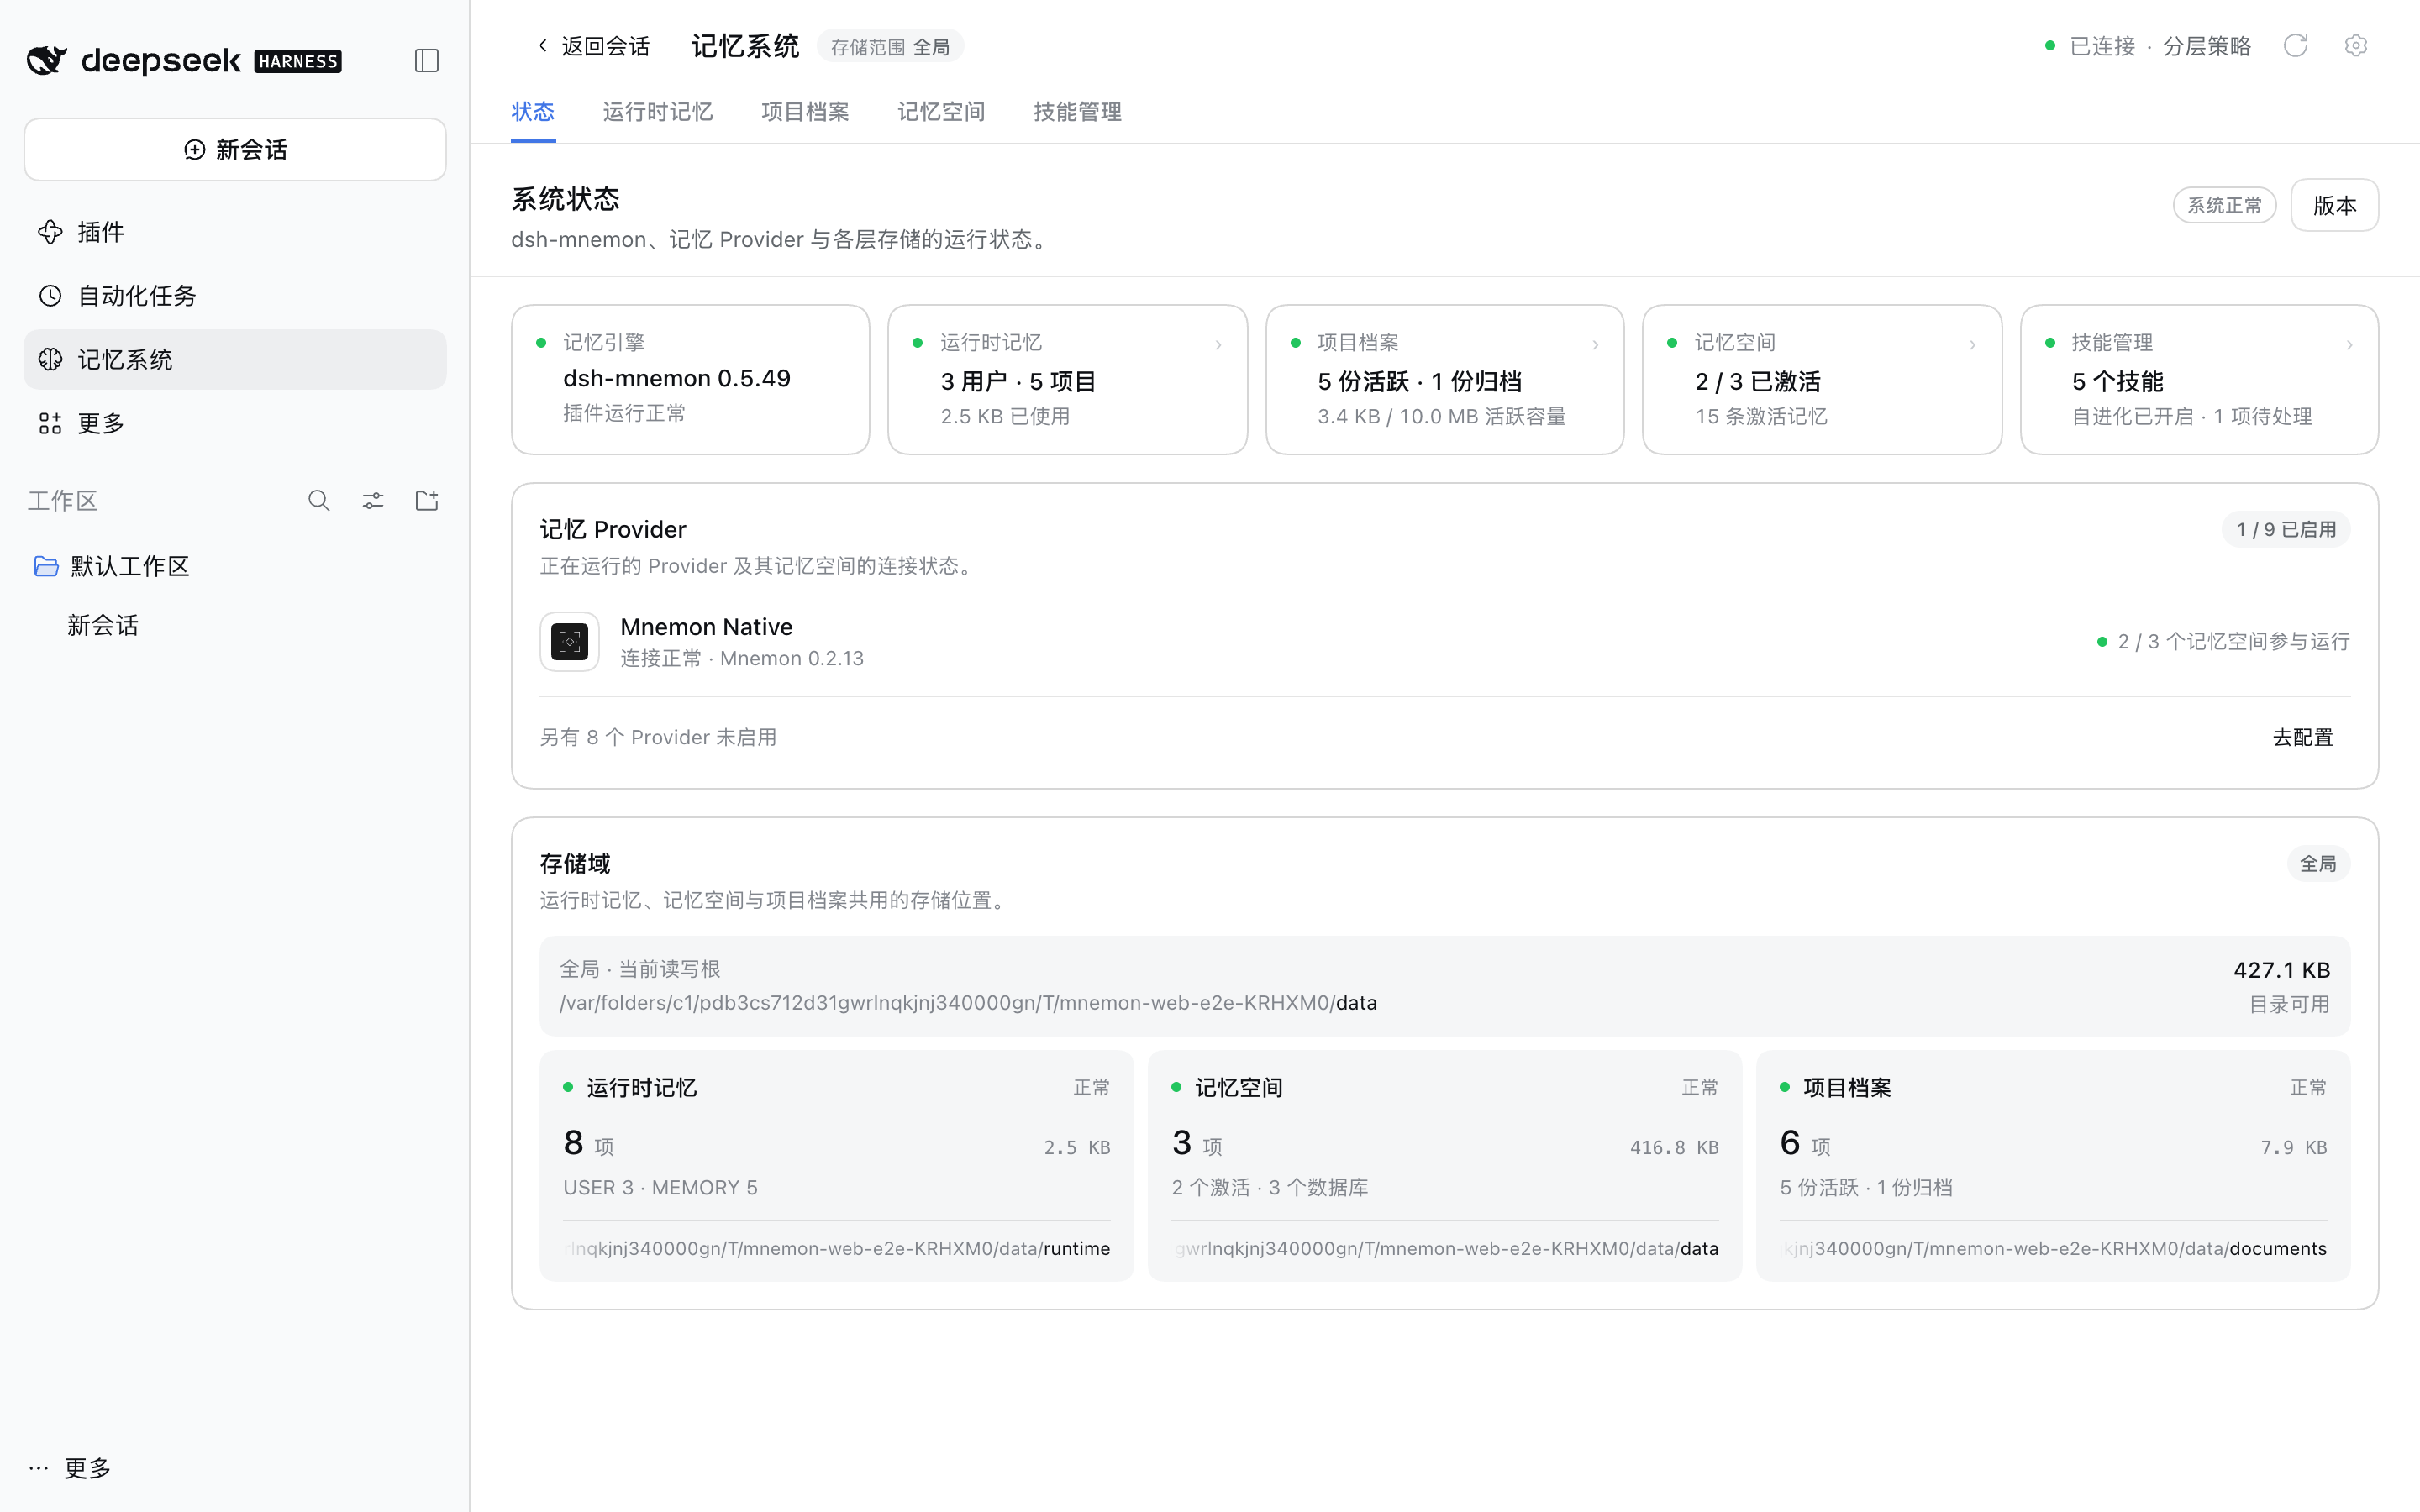 deepseek HARNESS
新会话
插件
自动化任务
记忆系统
更多
工作区
默认工作区
新会话
更多
返回会话
记忆系统
存储范围 全局
已连接 · 分层策略
状态
运行时记忆
项目档案
记忆空间
技能管理
系统状态
dsh-mnemon、记忆 Provider 与各层存储的运行状态。
系统正常
版本
记忆引擎
dsh-mnemon 0.5.49
插件运行正常
运行时记忆
3 用户 · 5 项目
2.5 KB 已使用
项目档案
5 份活跃 · 1 份归档
3.4 KB / 10.0 MB 活跃容量
记忆空间
2 / 3 已激活
15 条激活记忆
技能管理
5 个技能
自进化已开启 · 1 项待处理
记忆 Provider
1 / 9 已启用
正在运行的 Provider 及其记忆空间的连接状态。
Mnemon Native
连接正常 · Mnemon 0.2.13
2 / 3 个记忆空间参与运行
另有 8 个 Provider 未启用
去配置
存储域
全局
运行时记忆、记忆空间与项目档案共用的存储位置。
全局 · 当前读写根
/var/folders/c1/pdb3cs712d31gwrlnqkjnj340000gn/T/mnemon-web-e2e-KRHXM0/data
427.1 KB
目录可用
运行时记忆
正常
8 项
2.5 KB
USER 3 · MEMORY 5
lnqkjnj340000gn/T/mnemon-web-e2e-KRHXM0/data/runtime
记忆空间
正常
3 项
416.8 KB
2 个激活 · 3 个数据库
gwrlnqkjnj340000gn/T/mnemon-web-e2e-KRHXM0/data/data
项目档案
正常
6 项
7.9 KB
5 份活跃 · 1 份归档
kjnj340000gn/T/mnemon-web-e2e-KRHXM0/data/documents